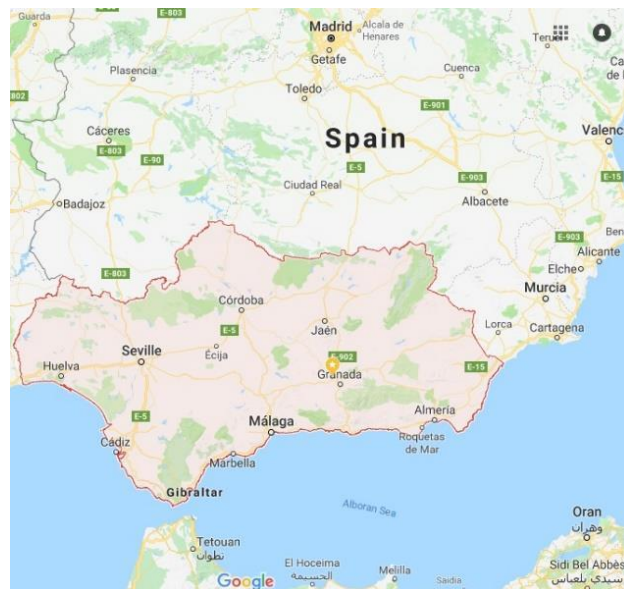 Guarda
E-803
Madrid
Alcala de
Henares
Getafe
Plasencia
Cuenca
802
Toledo
E-901
Cáceres
E-803
Spain
Valenc
E-90
E-5
E-15
E-903
Ciudad Real
Badajoz
Albacete
E-903
Ben
Alicante
E-803
Elche
Murcia
Córdoba
E-5
Jaén
Lorca
Cartagena
Écija
Seville
E-902
Huelva
Granada
E-15
E-5
Málaga
Almería
Cádiz
Roquetas
de Mar
Marbella
Gibraltar
Alboran Sea
Oran
وهران
Tetouan
تطوان
El Hoceima
الحسيمة
Melilla
Saidia
Sidi Bel Abbès
سيدي بلعباس
Google